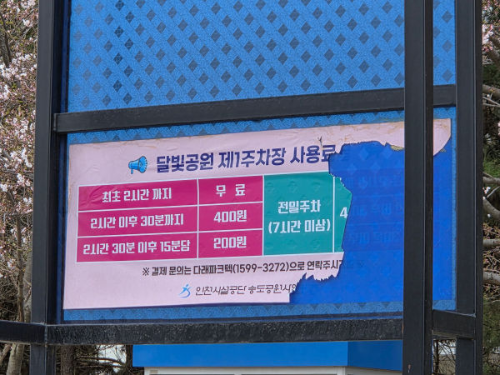 달빛공원 제1주차장 사용료
최초 2시간 까지 무 료
2시간 이후 30분까지 400원
2시간 30분 이후 15분당 200원
전일주차
(7시간 이상)
4
※ 결제 문의는 다래파크텍(1599-3272)으로 연락주시
인천시설공단 송도공원사업